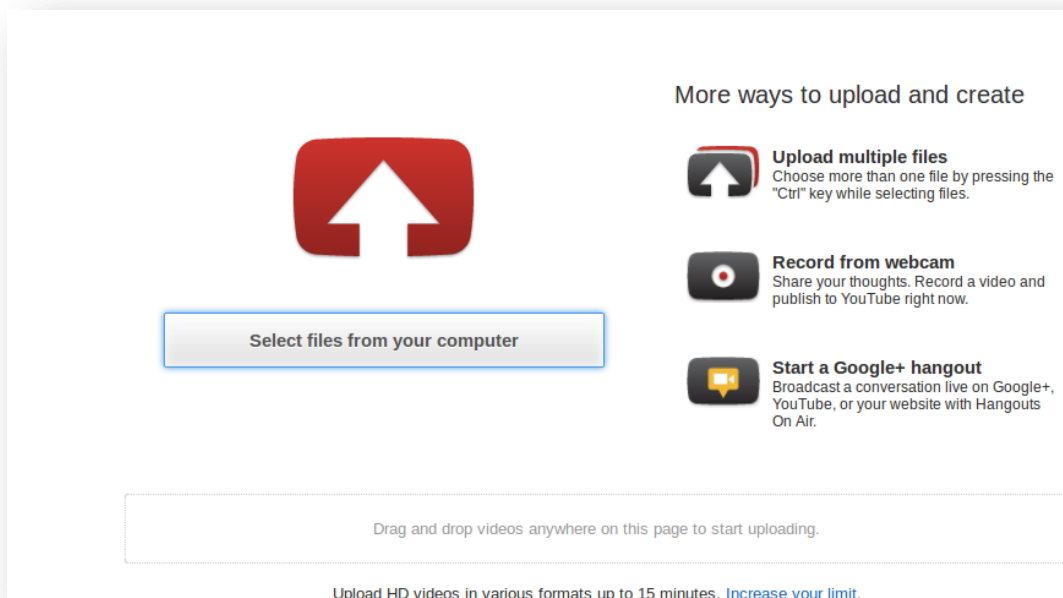 More ways to upload and create
Upload multiple files
Choose more than one file by pressing the
"Ctrl" key while selecting files.
Record from webcam
Share your thoughts. Record a video and
publish to YouTube right now.
Select files from your computer
Start a Google+ hangout
Broadcast a conversation live on Google+,
YouTube, or your website with Hangouts
On Air.
Drag and drop videos anywhere on this page to start uploading.
Upload HD videos in various formats up to 15 minutes. Increase your limit.